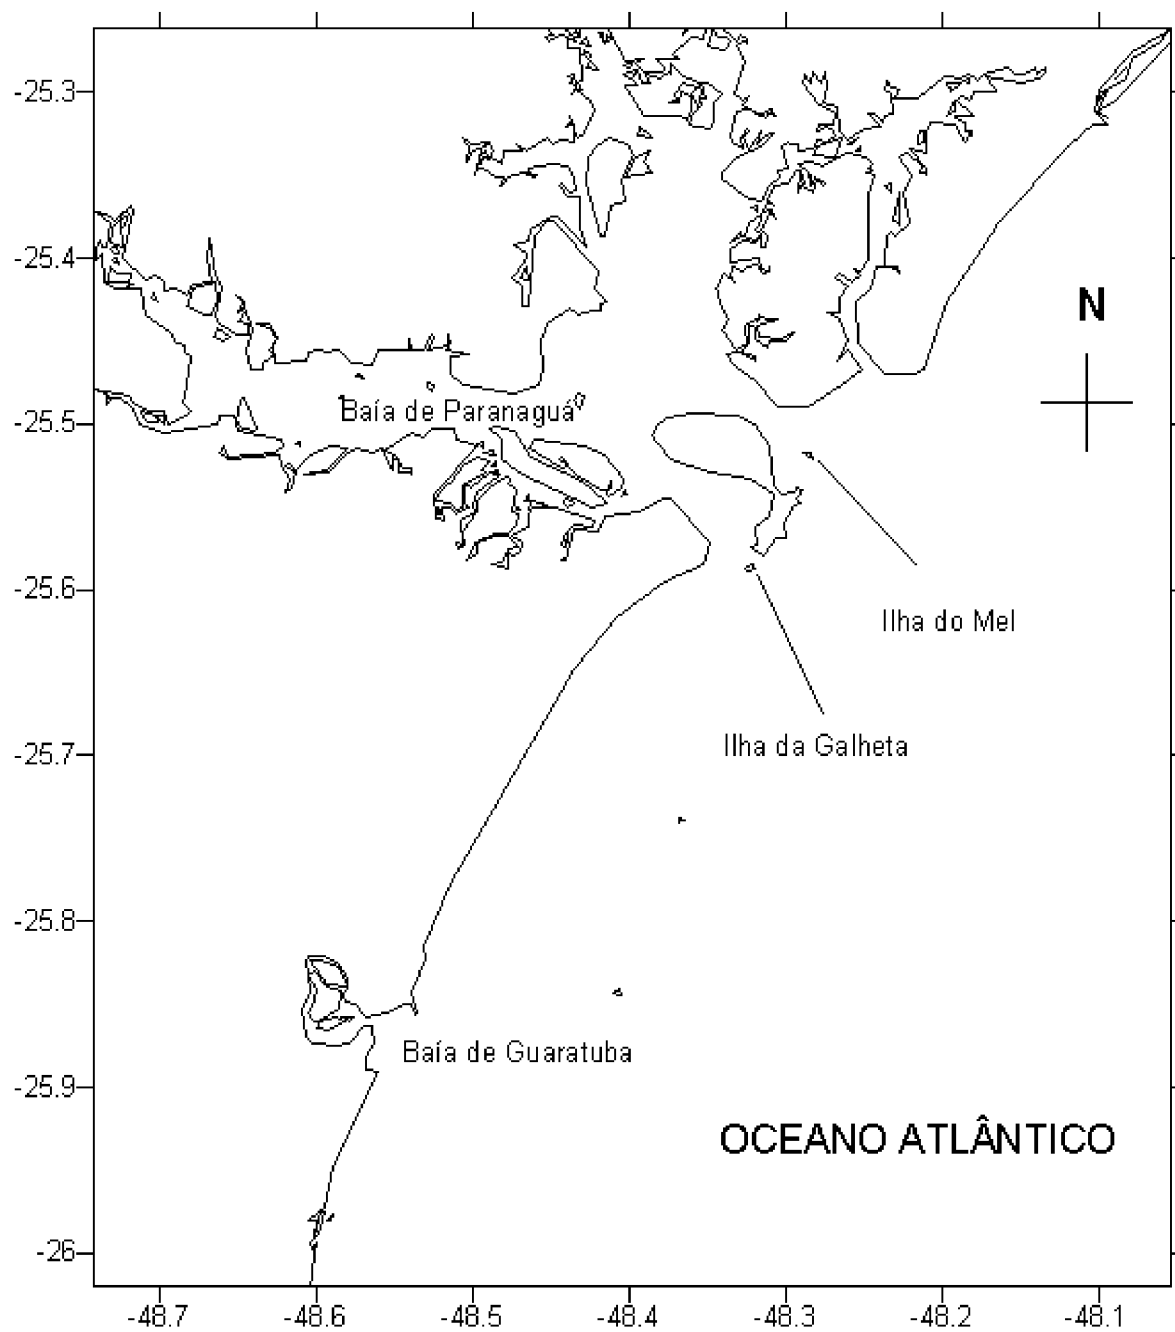 -25.3
-25.4
N
Baía de Paranaguá
-25.5
-25.6
Ilha do Mel
Ilha da Galheta
-25.7
-25.8
Baía de Guaratuba
-25.9
OCEANO ATLÂNTICO
-26
-48.7 -48.6 -48.5 -48.4 -48.3 -48.2 -48.1